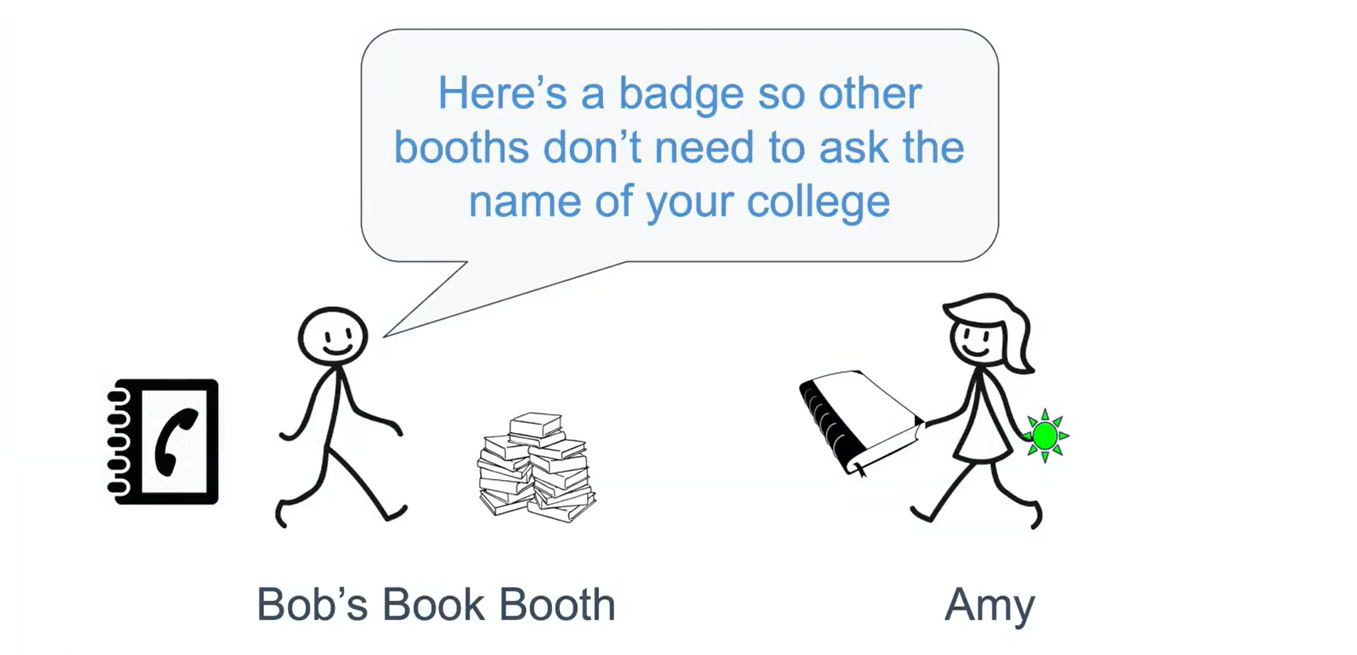 Here’s a badge so other
booths don’t need to ask the
name of your college
Bob’s Book Booth
Amy